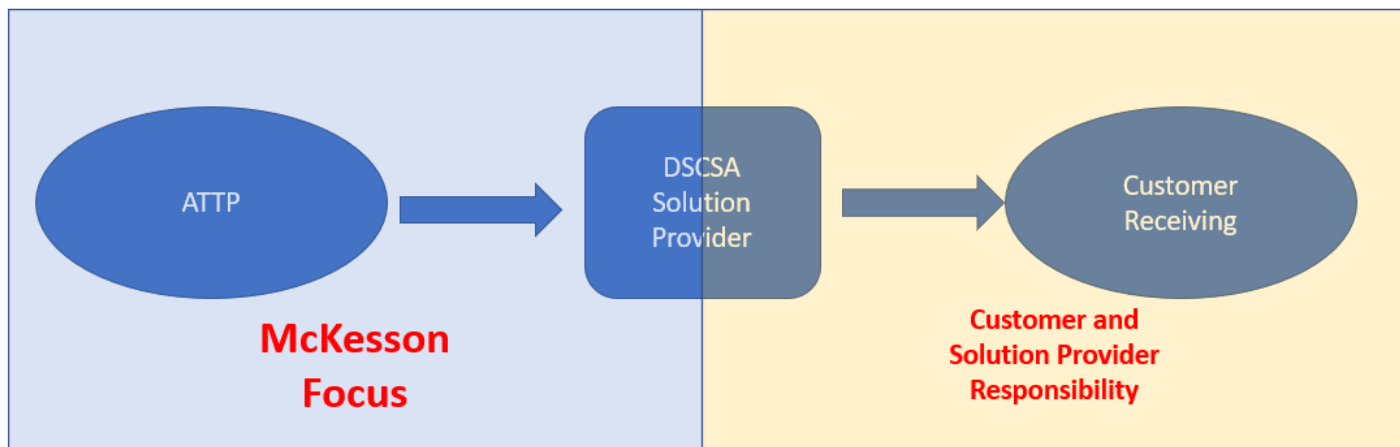 ATTP
DSCSA
Solution
Provider
Customer
Receiving
McKesson
Focus
Customer and
Solution Provider
Responsibility